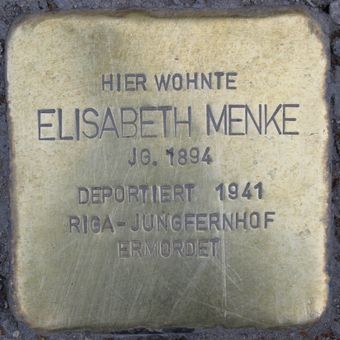 HIER WOHNTE
ELISABETH MENKE
JG. 1894
DEPORTIERT 1941
RIGA-JUNGFERNHOF
ERMORDET